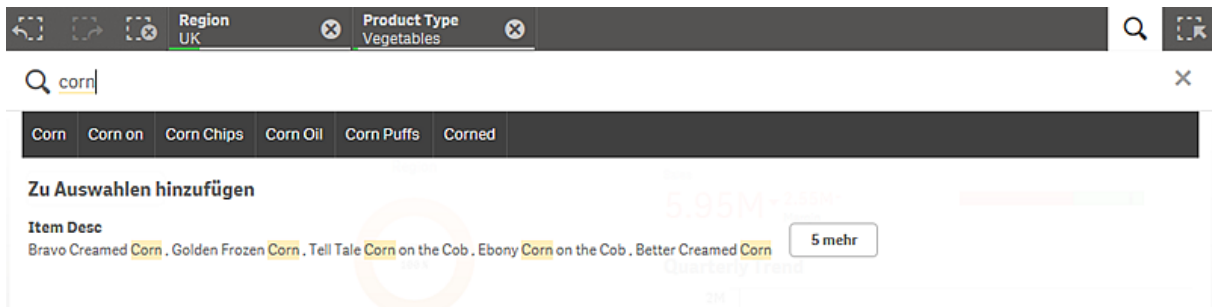 Region
UK
Product Type
Vegetables
corn
Corn Corn on Corn Chips Corn Oil Corn Puffs Corned
Zu Auswahlen hinzufügen
Item Desc
Bravo Creamed Corn , Golden Frozen Corn , Tell Tale Corn on the Cob , Ebony Corn on the Cob , Better Creamed Corn
5 mehr
5.95M
Quarterly Trend
2M